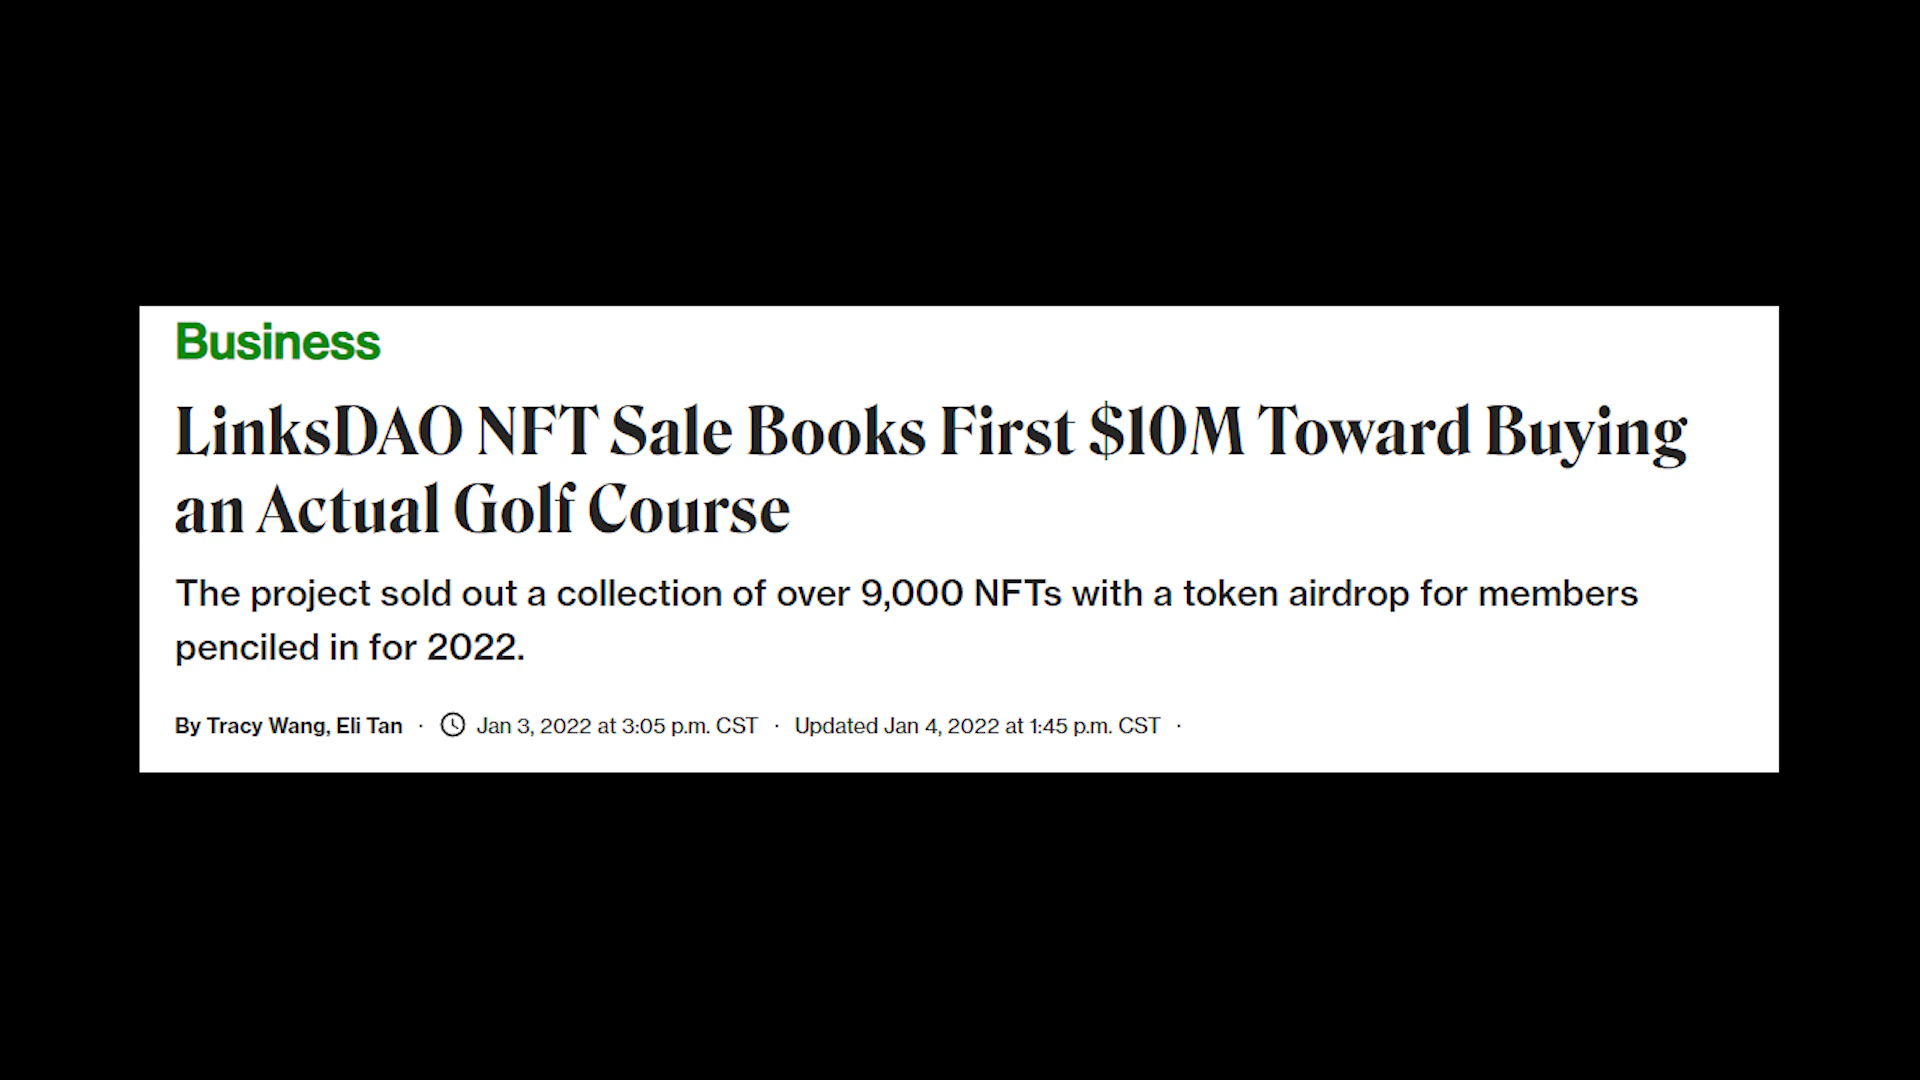 Business
LinksDAO NFT Sale Books First $10M Toward Buying
an Actual Golf Course
The project sold out a collection of over 9,000 NFTs with a token airdrop for members
penciled in for 2022.
By Tracy Wang, Eli Tan · Jan 3, 2022 at 3:05 p.m. CST · Updated Jan 4, 2022 at 1:45 p.m. CST ·